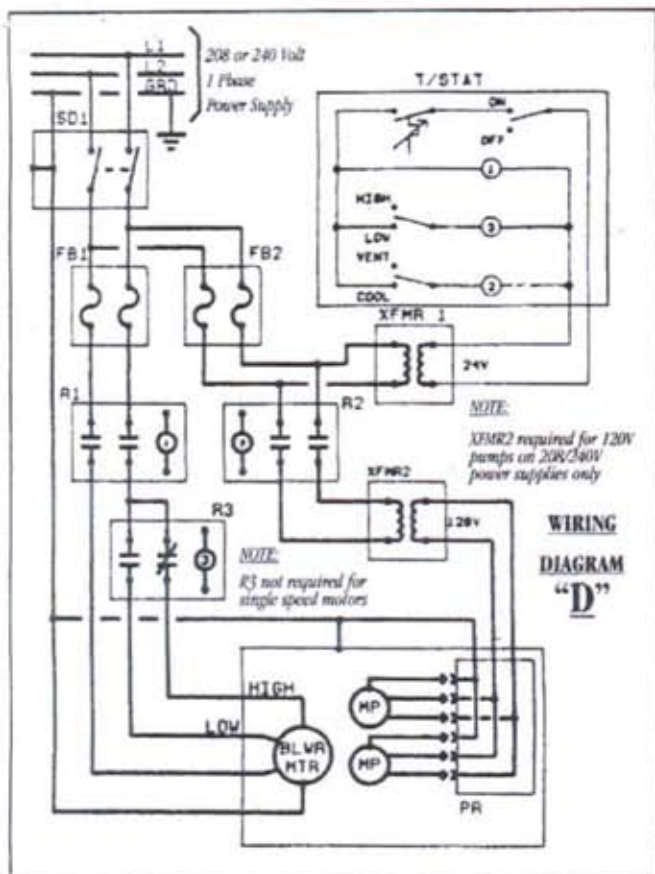 L1
L2
GRD
208 or 240 Volt
1 Phase
Power Supply
SD1
T/STAT
ON
OFF
1
HIGH
3
LOW
VENT
2
COOL
FB1
FB2
XFMR 1
24V
R1
1
R2
NOTE:
XFMR2 required for 120V
pumps on 208/240V
power supplies only
XFMR2
120V
R3
3
NOTE:
R3 not required for
single speed motors
WIRING
DIAGRAM
“D”
HIGH
LOW
BLWR
MTR
MP
MP
PR